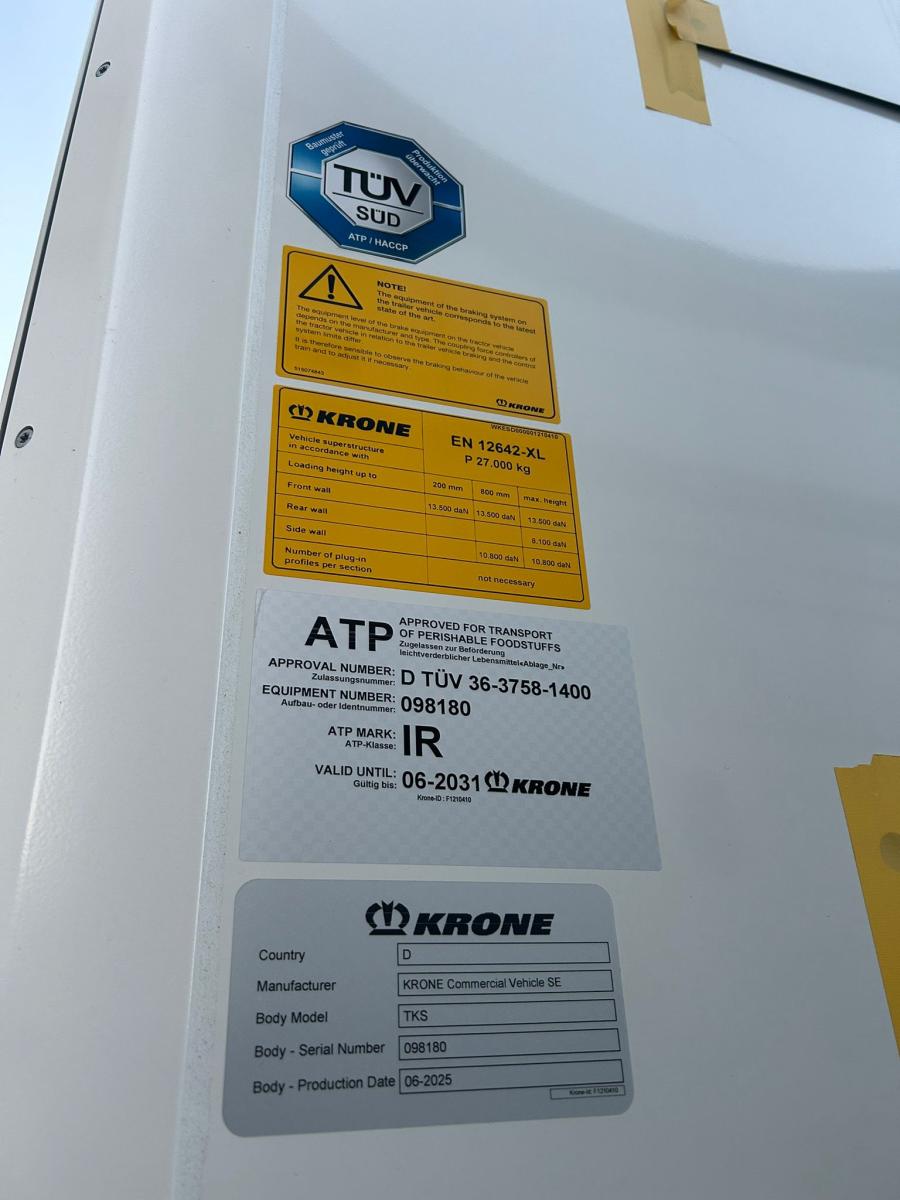 Baumuster
geprüft
Produktion
überwacht
TÜV
SÜD
ATP / HACCP
NOTE!
The equipment of the braking system on
the trailer vehicle corresponds to the latest
state of the art.
The equipment level of the brake equipment on the tractor vehicle
depends on the manufacturer and type. The coupling force controllers of
the tractor vehicle in relation to the trailer vehicle braking and the control
system limits differ.
It is therefore sensible to observe the braking behaviour of the vehicle
train and to adjust it if necessary.
515074843
KRONE
WKESD000001210410
KRONE
Vehicle superstructure
in accordance with
EN 12642-XL
P 27.000 kg
Loading height up to 200 mm 800 mm max. height
Front wall 13.500 daN 13.500 daN 13.500 daN
Rear wall 8.100 daN
Side wall 10.800 daN 10.800 daN
Number of plug-in
profiles per section
not necessary
ATP APPROVED FOR TRANSPORT
OF PERISHABLE FOODSTUFFS
Zugelassen zur Beförderung
leichtverderblicher Lebensmittel«Ablage_Nr»
APPROVAL NUMBER: D TÜV 36-3758-1400
Zulassungsnummer:
EQUIPMENT NUMBER: 098180
Aufbau- oder Identnummer:
ATP MARK: IR
ATP-Klasse:
VALID UNTIL: 06-2031 KRONE
Gültig bis:
Krone-ID : F1210410
KRONE
Country D
Manufacturer KRONE Commercial Vehicle SE
Body Model TKS
Body - Serial Number 098180
Body - Production Date 06-2025
Krone-Id: F1210410